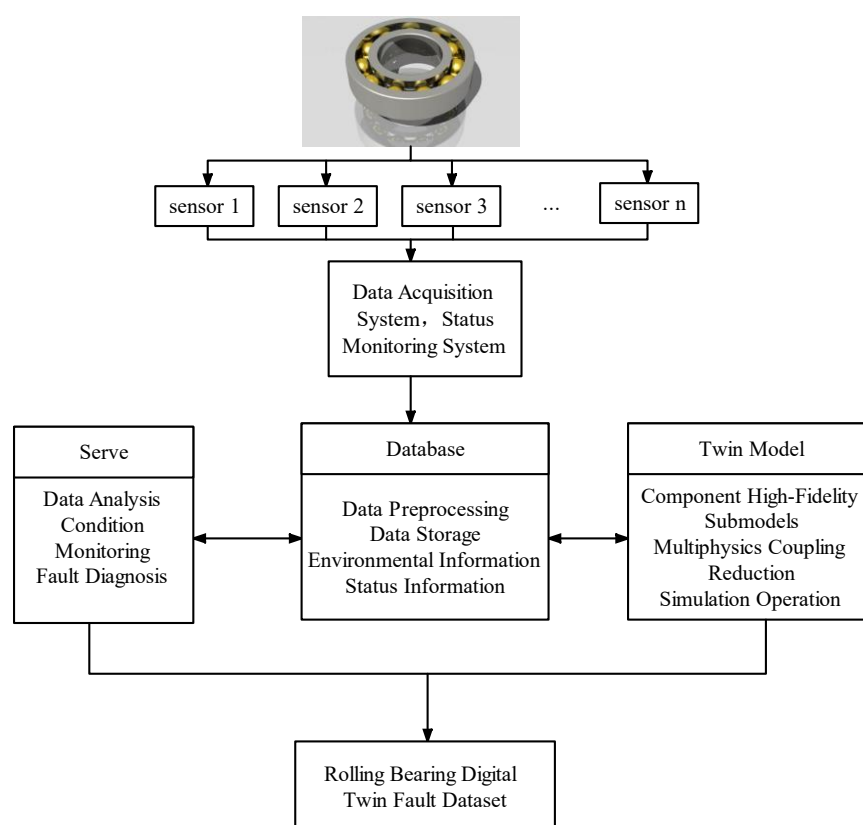 sensor 1
sensor 2
sensor 3
...
sensor n
Data Acquisition
System，Status
Monitoring System
Serve
Data Analysis
Condition
Monitoring
Fault Diagnosis
Database
Data Preprocessing
Data Storage
Environmental Information
Status Information
Twin Model
Component High-Fidelity
Submodels
Multiphysics Coupling
Reduction
Simulation Operation
Rolling Bearing Digital
Twin Fault Dataset